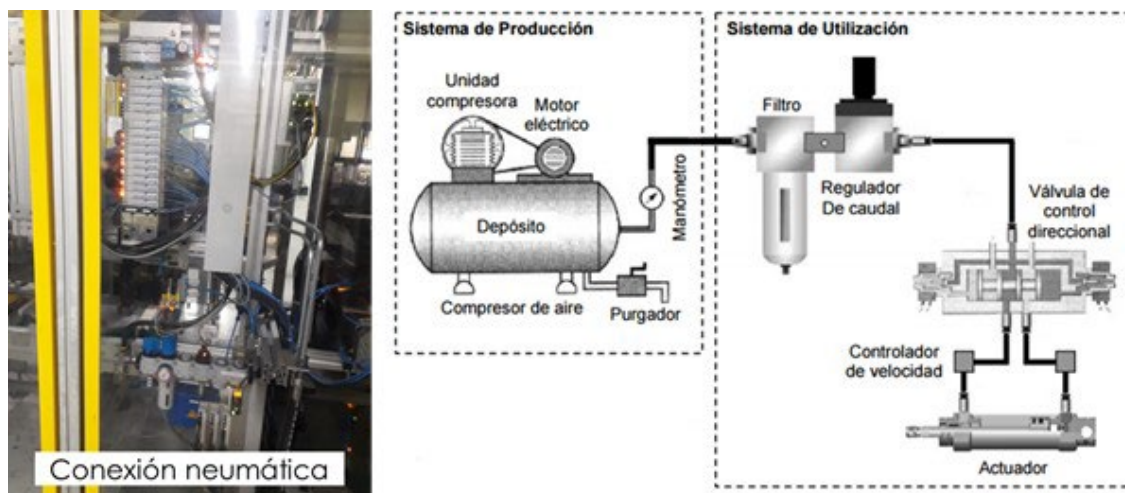 Sistema de Producción
Unidad
compresora
Motor
eléctrico
Depósito
Manómetro
Compresor de aire
Purgador
Sistema de Utilización
Filtro
Regulador
De caudal
Válvula de
control
direccional
Controlador
de velocidad
Actuador
Conexión neumática